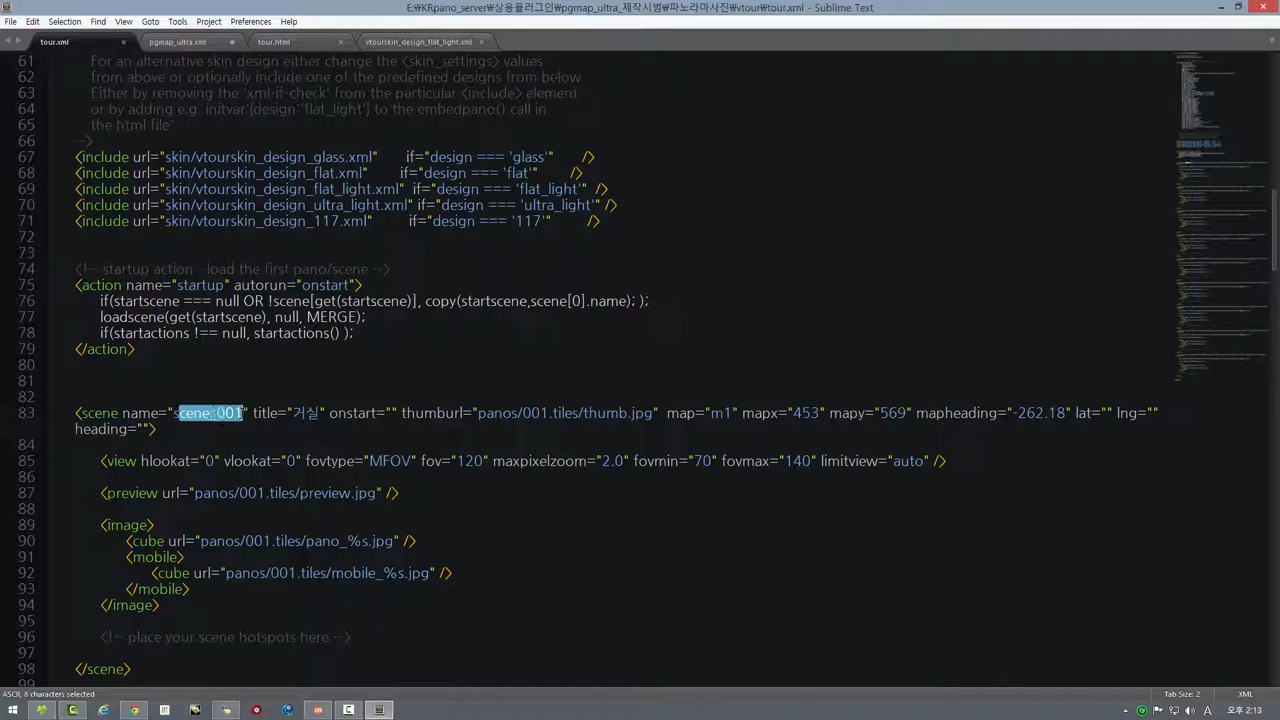 E:₩KRpano_server₩상용플러그인₩pgmap_ultra_제작시범₩파노라마사진₩vtour₩tour.xml - Sublime Text
File Edit Selection Find View Goto Tools Project Preferences Help
tour.xml × pgmap_ultra.xml tour.html × vtourskin_design_flat_light.xml ×
61 For an alternative skin design either change the <skin_settings> values
62 from above or optionally include one of the predefined designs from below.
63 Either by removing the 'xml-if-check' from the particular <include> element
64 or by adding e.g. initvar'{design:'flat_light'} to the embedpano() call in
65 the html file"
66 -->
67 <include url="skin/vtourskin_design_glass.xml" if="design === 'glass'" />
68 <include url="skin/vtourskin_design_flat.xml" if="design === 'flat'" />
69 <include url="skin/vtourskin_design_flat_light.xml" if="design === 'flat_light'" />
70 <include url="skin/vtourskin_design_ultra_light.xml" if="design === 'ultra_light'" />
71 <include url="skin/vtourskin_design_117.xml" if="design === '117'" />
72
73
74 <!-- startup action - load the first pano/scene -->
75 <action name="startup" autorun="onstart">
76 if(startscene === null OR !scene[get(startscene)], copy(startscene,scene[0].name); );
77 loadscene(get(startscene), null, MERGE);
78 if(startactions !== null, startactions() );
79 </action>
80
81
82
83 <scene name="scene_001" title="거실" onstart="" thumburl="panos/001.tiles/thumb.jpg" map="m1" mapx="453" mapy="569" mapheading="-262.18" lat="" lng=""
heading="">
84
85 <view hlookat="0" vlookat="0" fovtype="MFOV" fov="120" maxpixelzoom="2.0" fovmin="70" fovmax="140" limitview="auto" />
86
87 <preview url="panos/001.tiles/preview.jpg" />
88
89 <image>
90 <cube url="panos/001.tiles/pano_%s.jpg" />
91 <mobile>
92 <cube url="panos/001.tiles/mobile_%s.jpg" />
93 </mobile>
94 </image>
95
96 <!-- place your scene hotspots here -->
97
98 </scene>
ASCII, 8 characters selected Tab Size: 2 XML
A 오후 2:13